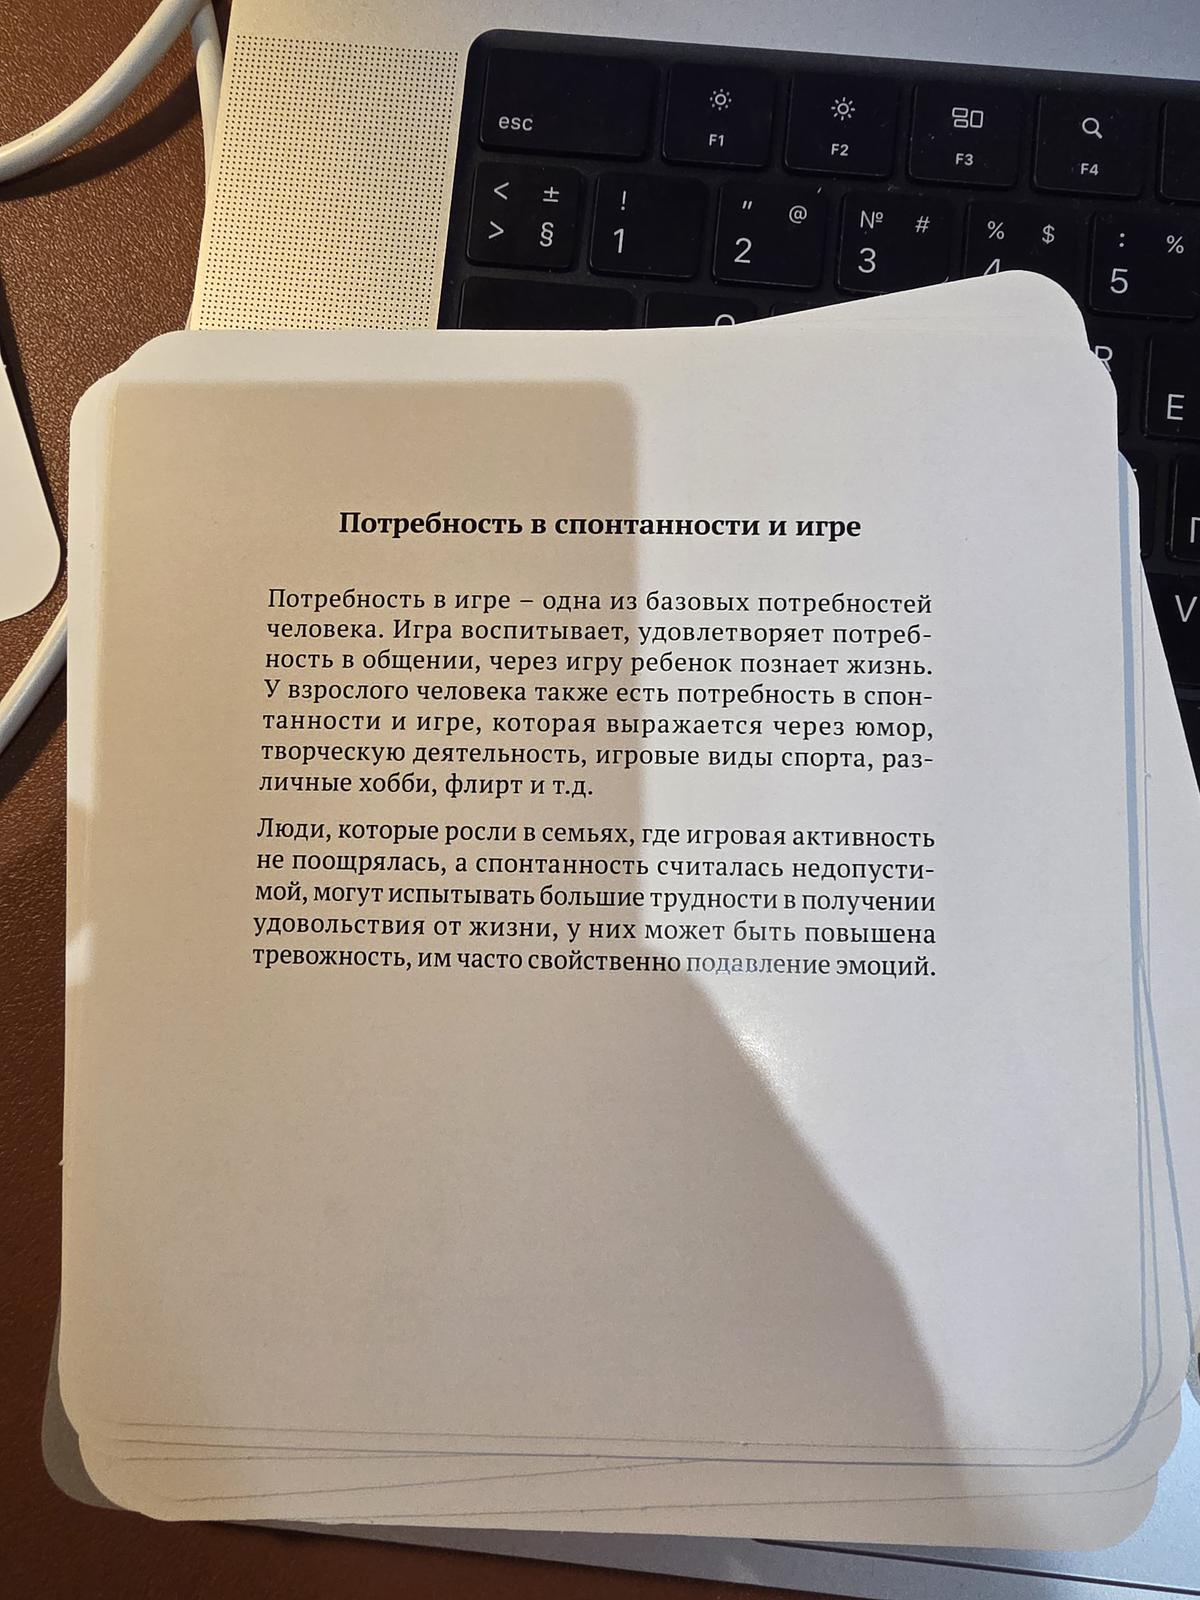 esc
F1
F2
F3
F4
< ±
> §
!
1
" @
2
№ #
3
% $
4
: %
5
R
E
V
Потребность в спонтанности и игре
Потребность в игре – одна из базовых потребностей
человека. Игра воспитывает, удовлетворяет потреб-
ность в общении, через игру ребенок познает жизнь.
У взрослого человека также есть потребность в спон-
танности и игре, которая выражается через юмор,
творческую деятельность, игровые виды спорта, раз-
личные хобби, флирт и т.д.
Люди, которые росли в семьях, где игровая активность
не поощрялась, а спонтанность считалась недопусти-
мой, могут испытывать большие трудности в получении
удовольствия от жизни, у них может быть повышена
тревожность, им часто свойственно подавление эмоций.